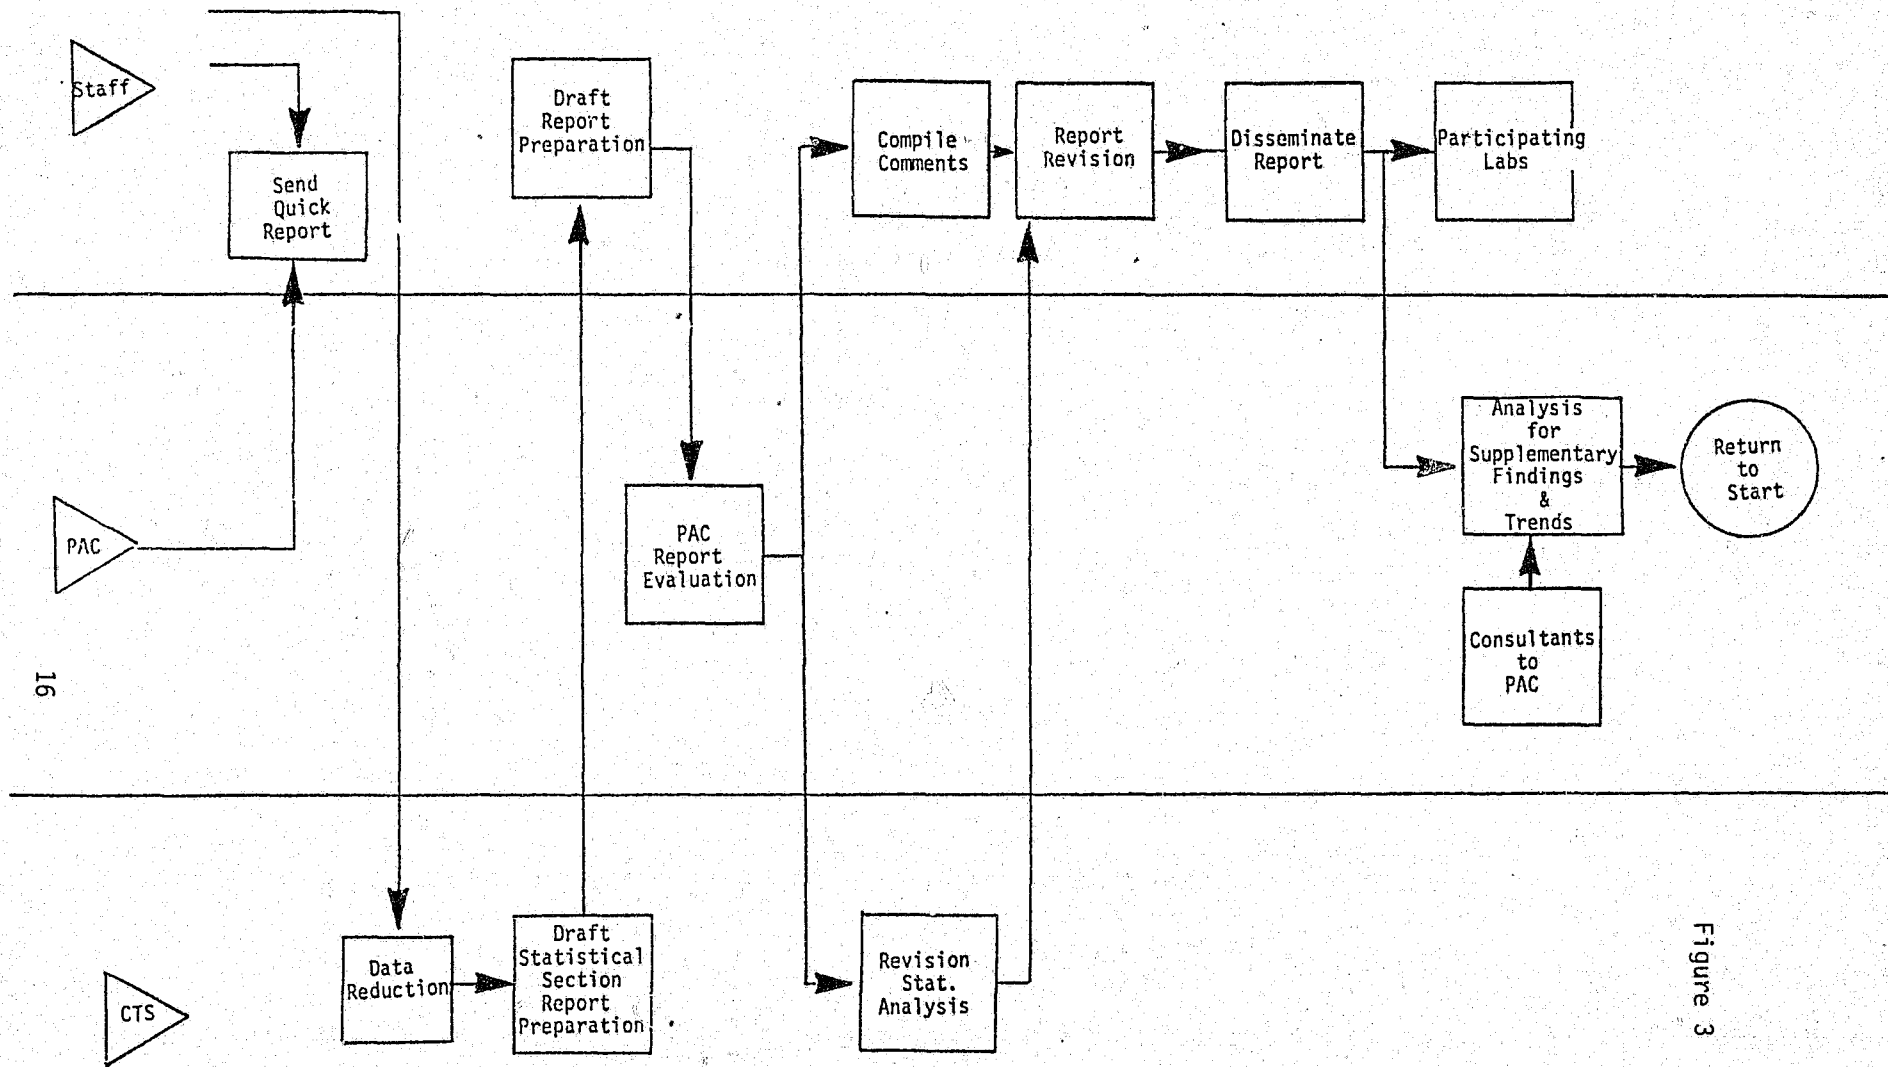 Staff
Send
Quick
Report
Draft
Report
Preparation
Compile
Comments
Report
Revision
Disseminate
Report
Participating
Labs
PAC
PAC
Report
Evaluation
Analysis
for
Supplementary
Findings
&
Trends
Return
to
Start
Consultants
to
PAC
16
CTS
Data
Reduction
Draft
Statistical
Section
Report
Preparation
Revision
Stat.
Analysis
Figure 3